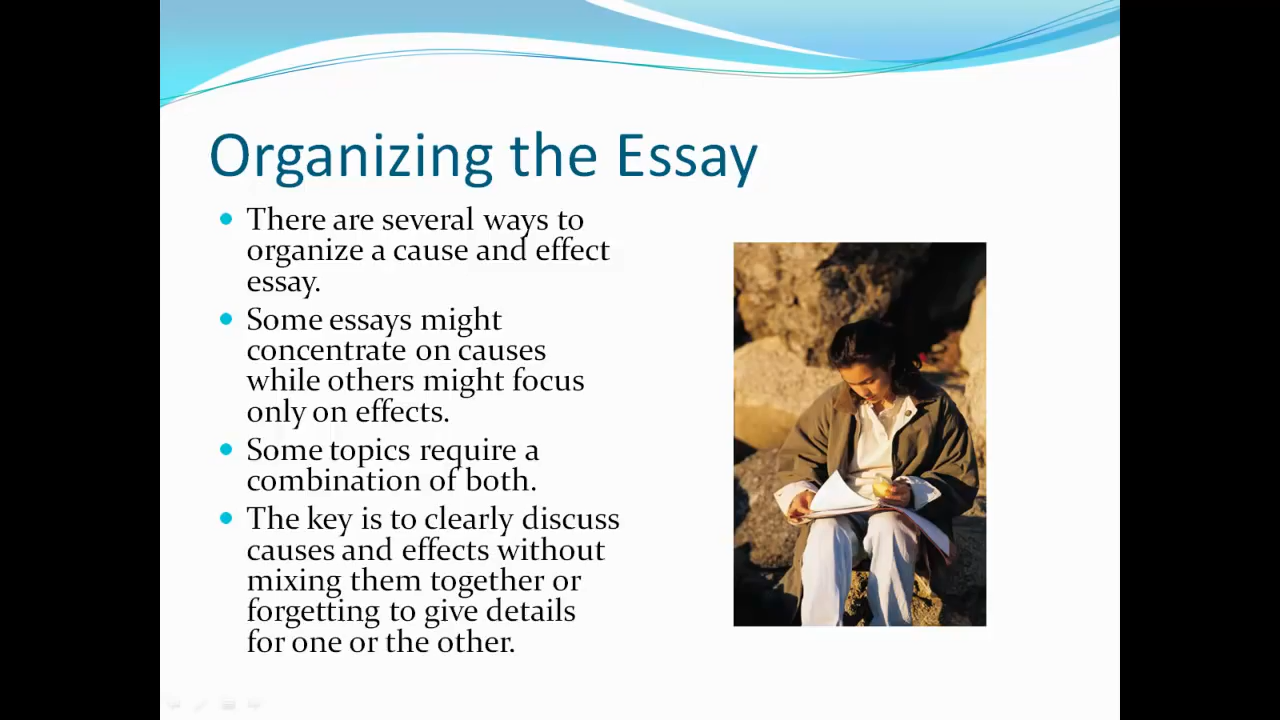 Organizing the Essay
There are several ways to
organize a cause and effect
essay.
Some essays might
concentrate on causes
while others might focus
only on effects.
Some topics require a
combination of both.
The key is to clearly discuss
causes and effects without
mixing them together or
forgetting to give details
for one or the other.